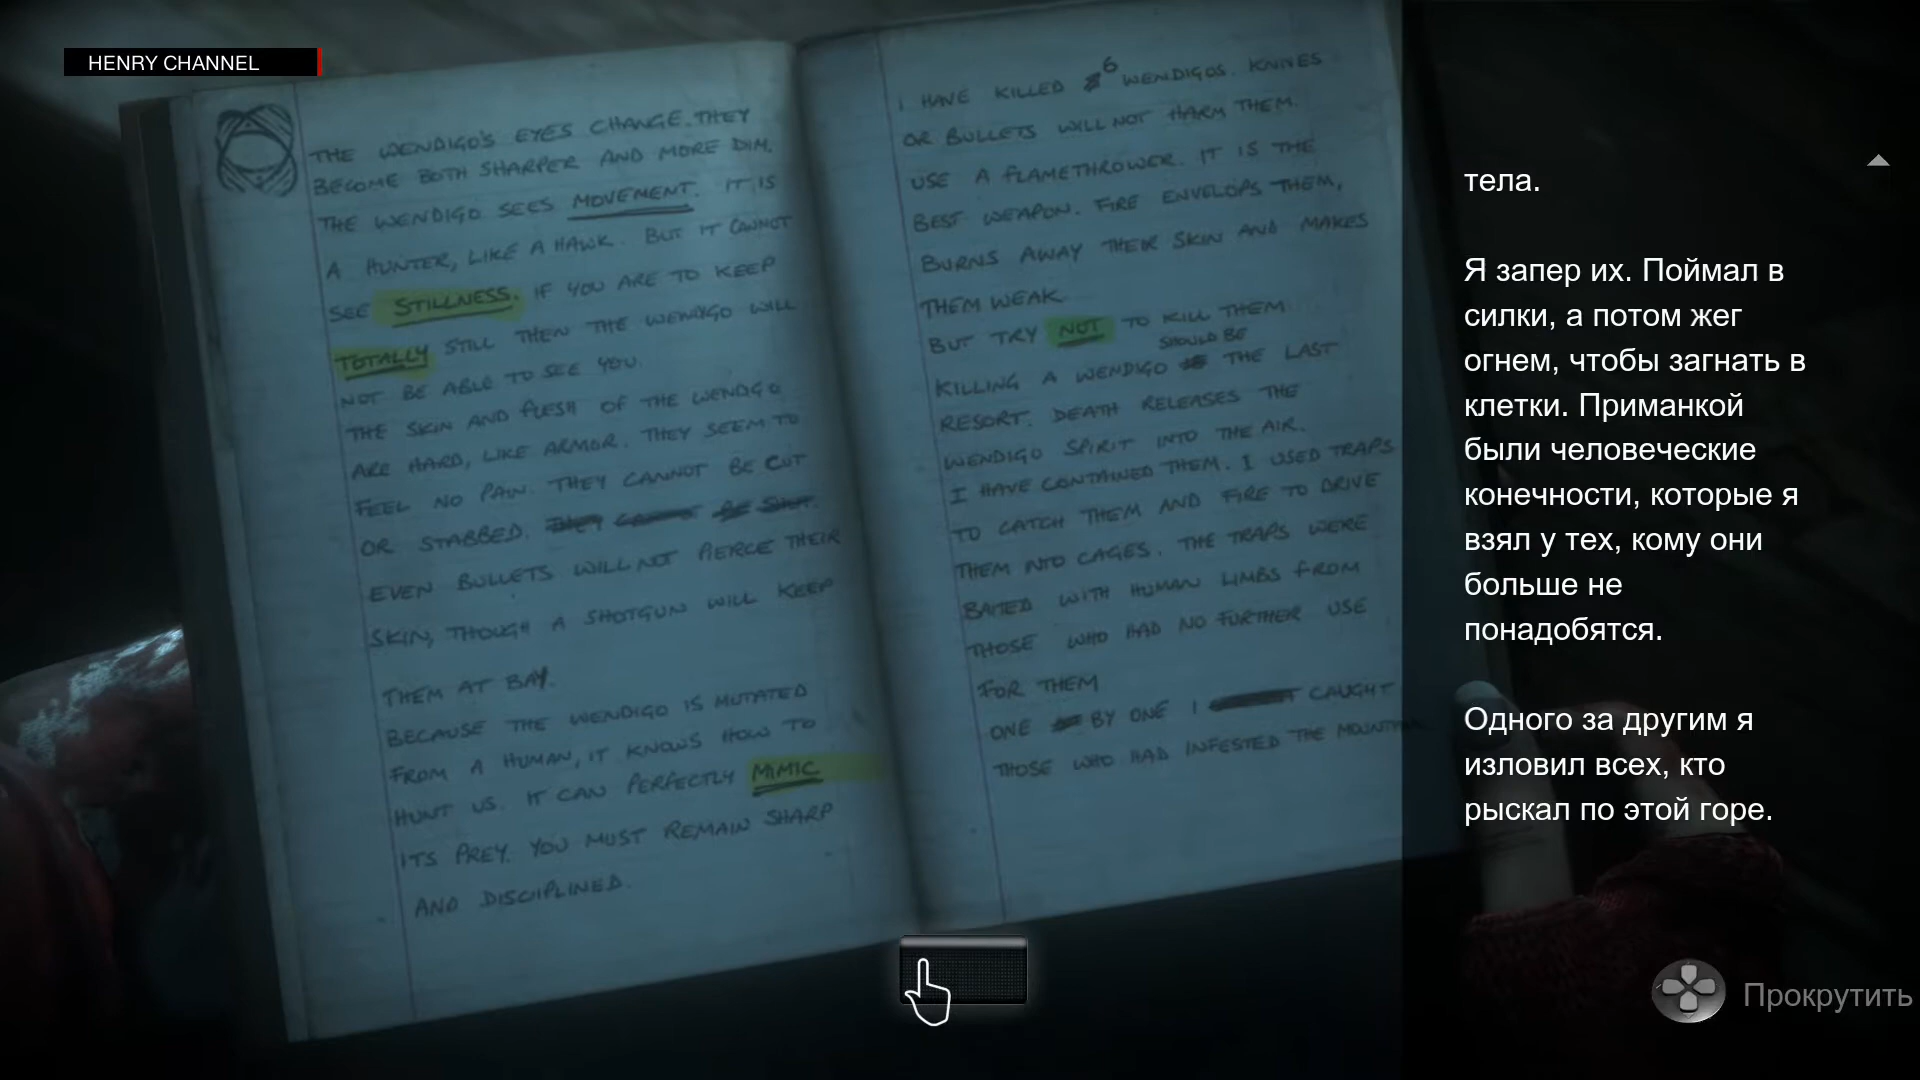 HENRY CHANNEL
THE WENDIGO'S EYES CHANGE. THEY
BECOME BOTH SHARPER AND MORE DIM.
THE WENDIGO SEES MOVEMENT. IT IS
A HUNTER, LIKE A HAWK. BUT IT CANNOT
SEE STILLNESS. IF YOU ARE TO KEEP
TOTALLY STILL THEN THE WENDIGO WILL
NOT BE ABLE TO SEE YOU.
THE SKIN AND FLESH OF THE WENDIGO
ARE HARD, LIKE ARMOR. THEY SEEM TO
FEEL NO PAIN. THEY CANNOT BE CUT
OR STABBED. THEY CANNOT BE SHOT.
EVEN BULLETS WILL NOT PIERCE THEIR
SKIN, THOUGH A SHOTGUN WILL KEEP
THEM AT BAY.
BECAUSE THE WENDIGO IS MUTATED
FROM A HUMAN, IT KNOWS HOW TO
HUNT US. IT CAN PERFECTLY MIMIC
ITS PREY. YOU MUST REMAIN SHARP
AND DISCIPLINED.
I HAVE KILLED 6 WENDIGOS. KNIVES
OR BULLETS WILL NOT HARM THEM.
USE A FLAMETHROWER. IT IS THE
BEST WEAPON. FIRE ENVELOPS THEM,
BURNS AWAY THEIR SKIN AND MAKES
THEM WEAK.
BUT TRY NOT TO KILL THEM
SHOULD BE
KILLING A WENDIGO THE LAST
RESORT. DEATH RELEASES THE
WENDIGO SPIRIT INTO THE AIR.
I HAVE CONTAINED THEM. I USED TRAPS
TO CATCH THEM AND FIRE TO DRIVE
THEM INTO CAGES. THE TRAPS WERE
BAITED WITH HUMAN LIMBS FROM
THOSE WHO HAD NO FURTHER USE
FOR THEM
ONE BY ONE I CAUGHT
THOSE WHO HAD INFESTED THE MOUNTAIN
тела.
Я запер их. Поймал в
силки, а потом жег
огнем, чтобы загнать в
клетки. Приманкой
были человеческие
конечности, которые я
взял у тех, кому они
больше не
понадобятся.
Одного за другим я
изловил всех, кто
рыскал по этой горе.
Прокрутить